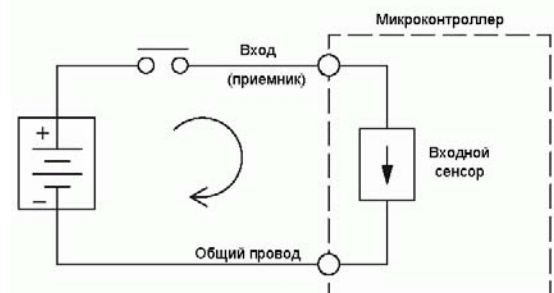 Микроконтроллер
Вход
(приемник)
+
Входной
сенсор
−
Общий провод